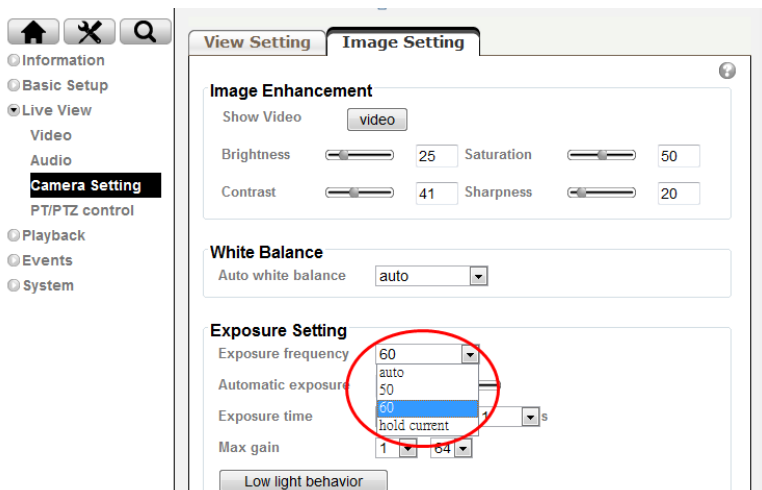 View Setting
Image Setting
Information
Basic Setup
Live View
Video
Audio
Camera Setting
PT/PTZ control
Playback
Events
System
Image Enhancement
Show Video video
Brightness 25 Saturation 50
Contrast 41 Sharpness 20
White Balance
Auto white balance auto
Exposure Setting
Exposure frequency 60
auto
50
60
hold current
Automatic exposure
Exposure time 1 s
Max gain 1 64
Low light behavior